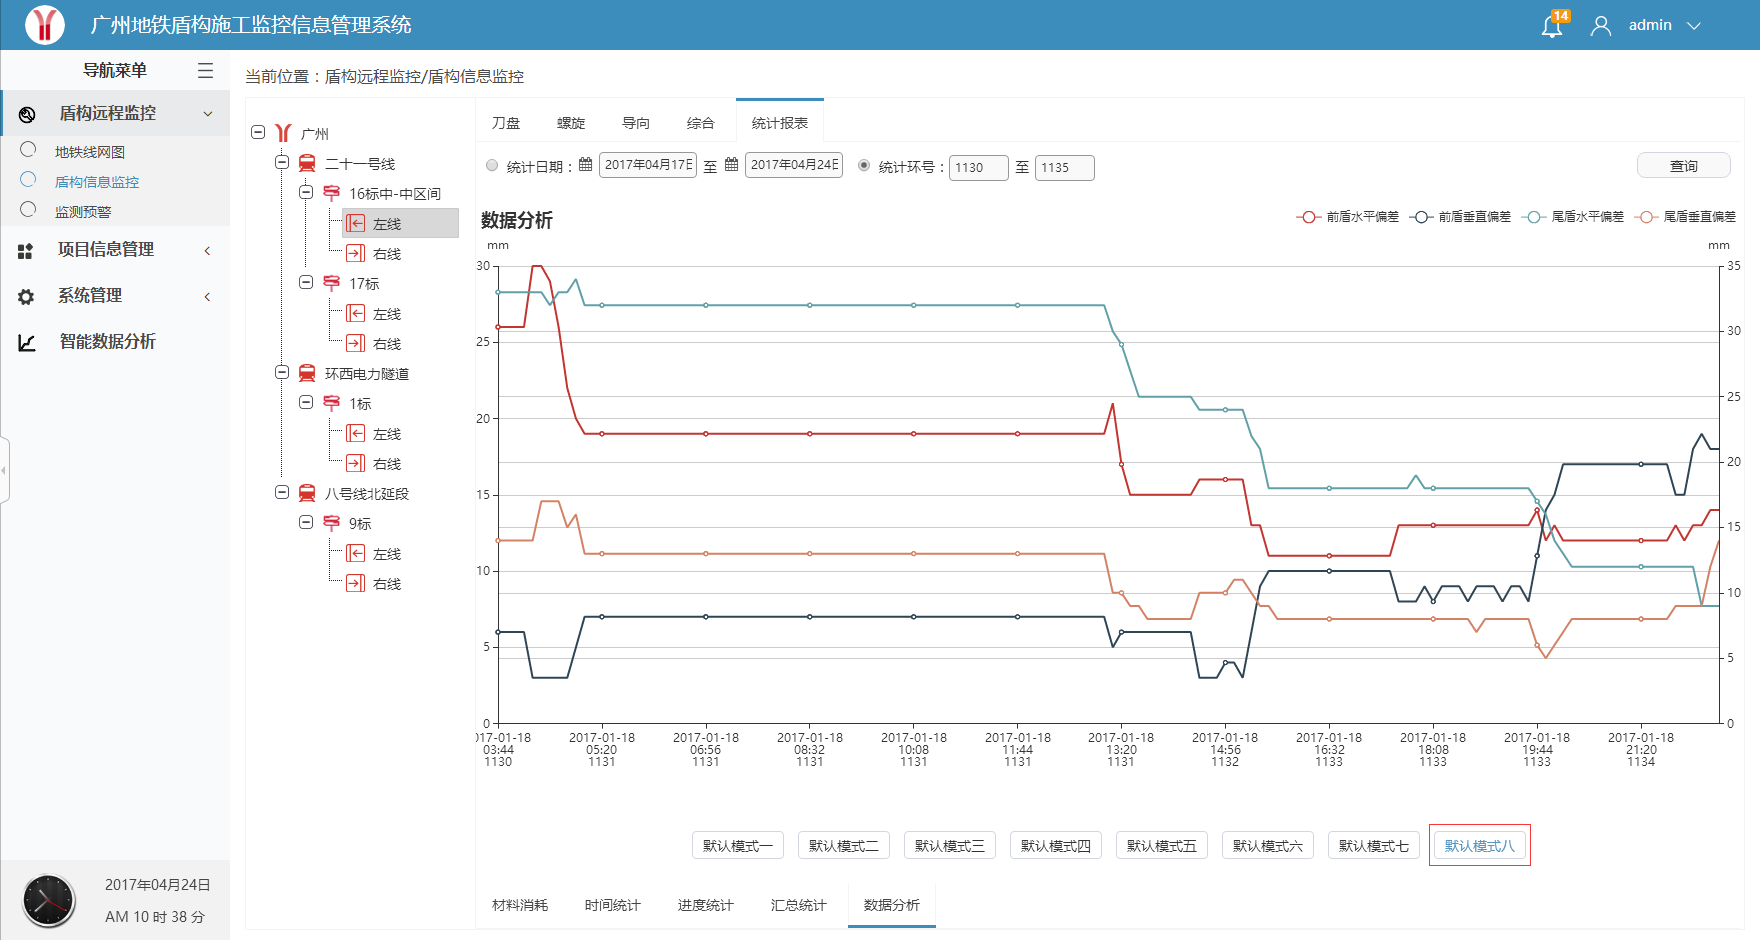 广州地铁盾构施工监控信息管理系统
14
admin
导航菜单
盾构远程监控
地铁线网图
盾构信息监控
监测预警
项目信息管理
系统管理
智能数据分析
2017年04月24日
AM 10 时 38 分
当前位置：盾构远程监控/盾构信息监控
广州
二十一号线
16标中-中区间
左线
右线
17标
左线
右线
环西电力隧道
1标
左线
右线
八号线北延段
9标
左线
右线
刀盘 螺旋 导向 综合 统计报表
统计日期： 2017年04月17日 至 2017年04月24日 统计环号： 1130 至 1135 查询
数据分析
前盾水平偏差 前盾垂直偏差 尾盾水平偏差 尾盾垂直偏差
mm mm
30 35
25 30
20 25
15 20
10 15
5 10
0 5
0
017-01-18 2017-01-18 2017-01-18 2017-01-18 2017-01-18 2017-01-18 2017-01-18 2017-01-18 2017-01-18 2017-01-18 2017-01-18 2017-01-18
03:44 05:20 06:56 08:32 10:08 11:44 13:20 14:56 16:32 18:08 19:44 21:20
1130 1131 1131 1131 1131 1131 1131 1132 1133 1133 1133 1134
默认模式一 默认模式二 默认模式三 默认模式四 默认模式五 默认模式六 默认模式七 默认模式八
材料消耗 时间统计 进度统计 汇总统计 数据分析